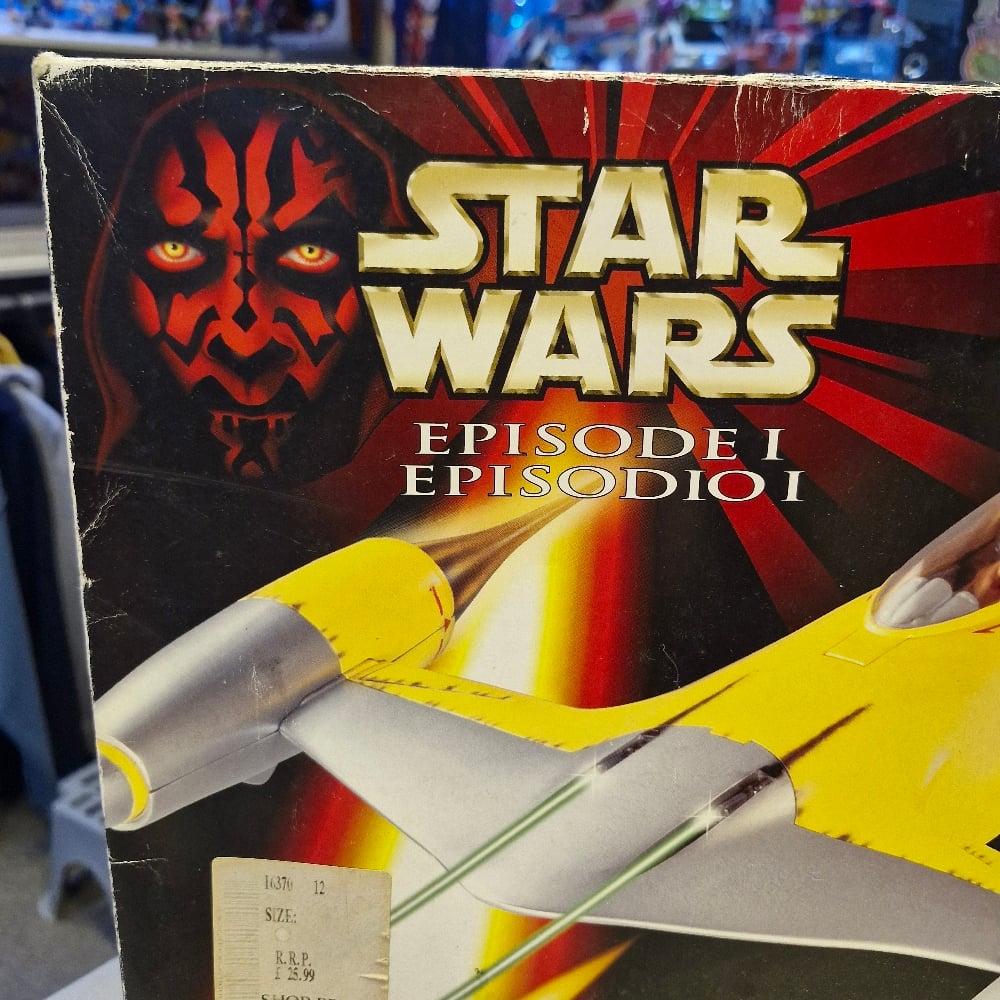 STAR
WARS
EPISODE I
EPISODIO I
16370 12
SIZE:
R.R.P.
£ 25.99